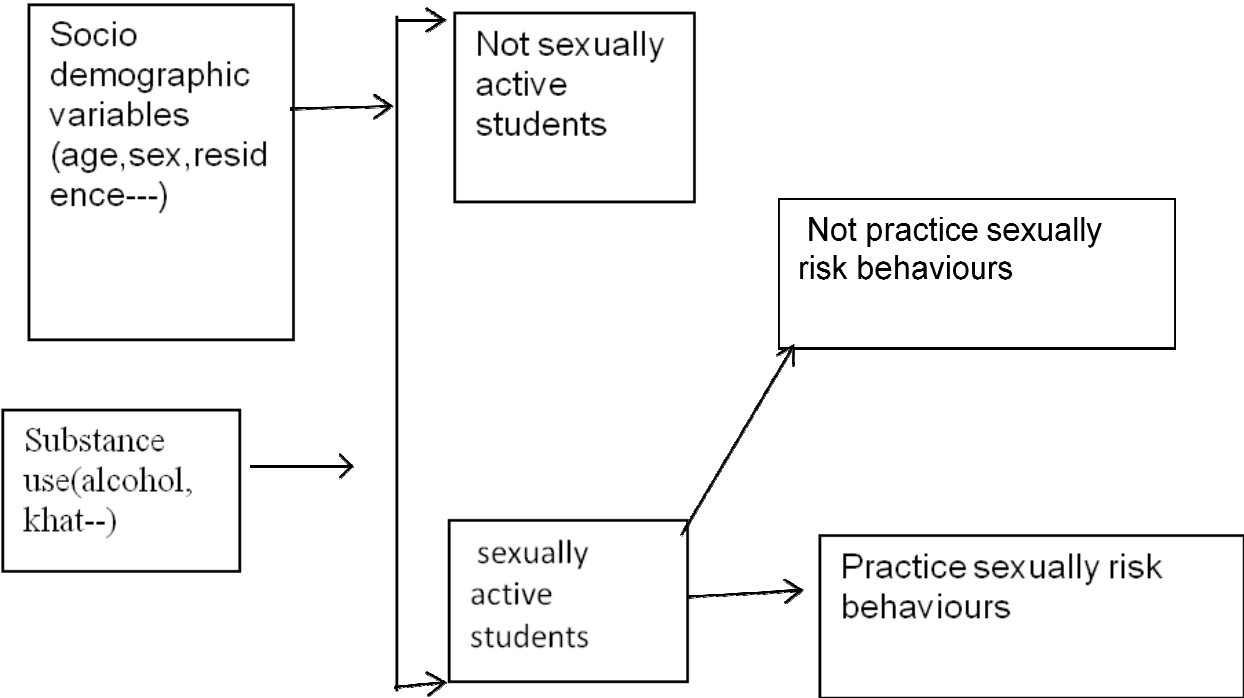 Socio
demographic
variables
(age,sex,resid
ence---)
Not sexually
active
students
Not practice sexually
risk behaviours
Substance
use(alcohol,
khat--)
sexually
active
students
Practice sexually risk
behaviours